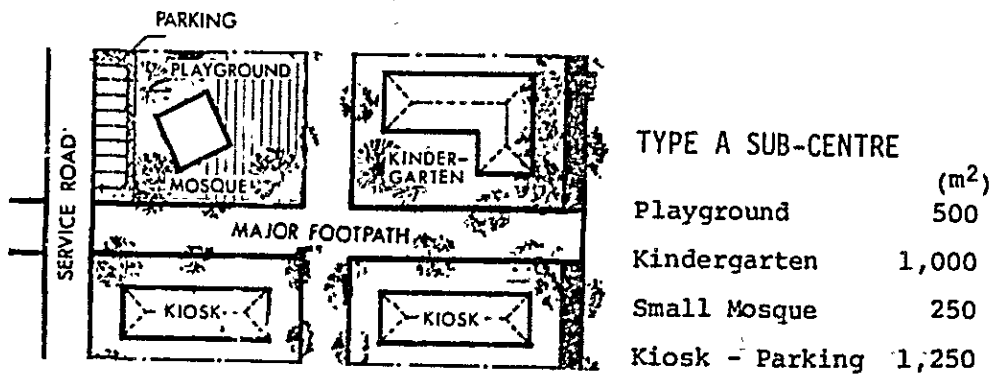 PARKING
PLAYGROUND
MOSQUE
SERVICE ROAD
KINDER-
GARTEN
MAJOR FOOTPATH
KIOSK
KIOSK
TYPE A SUB-CENTRE
(m²)
Playground 500
Kindergarten 1,000
Small Mosque 250
Kiosk - Parking 1,250